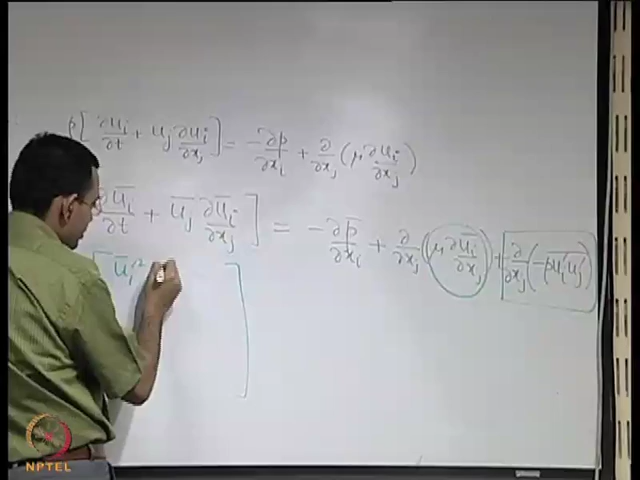 ρ[ ∂u_i/∂t + u_j ∂u_i/∂x_j ] = -∂p/∂x_i + ∂/∂x_j (μ ∂u_i/∂x_j)
∂ū_i/∂t + ū_j ∂ū_i/∂x_j ] = -∂p̄/∂x_i + ∂/∂x_j (μ ∂ū_i/∂x_j) + ∂/∂x_j (-ρu_i'u_j')
NPTEL